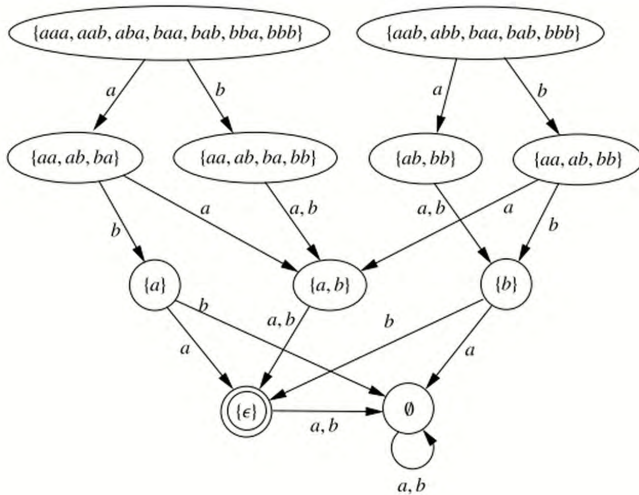 {aaa, aab, aba, baa, bab, bba, bbb} {aab, abb, baa, bab, bbb}
a b a b
{aa, ab, ba} {aa, ab, ba, bb} {ab, bb} {aa, ab, bb}
b a a, b a, b a b
{a} {a, b} {b}
a b a, b b a
{ϵ} a, b ∅
a, b